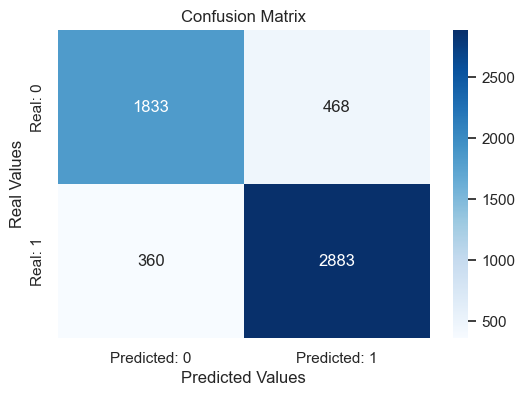 Confusion Matrix
Real Values
Real: 0
Real: 1
1833
468
360
2883
Predicted: 0
Predicted: 1
Predicted Values
2500
2000
1500
1000
500